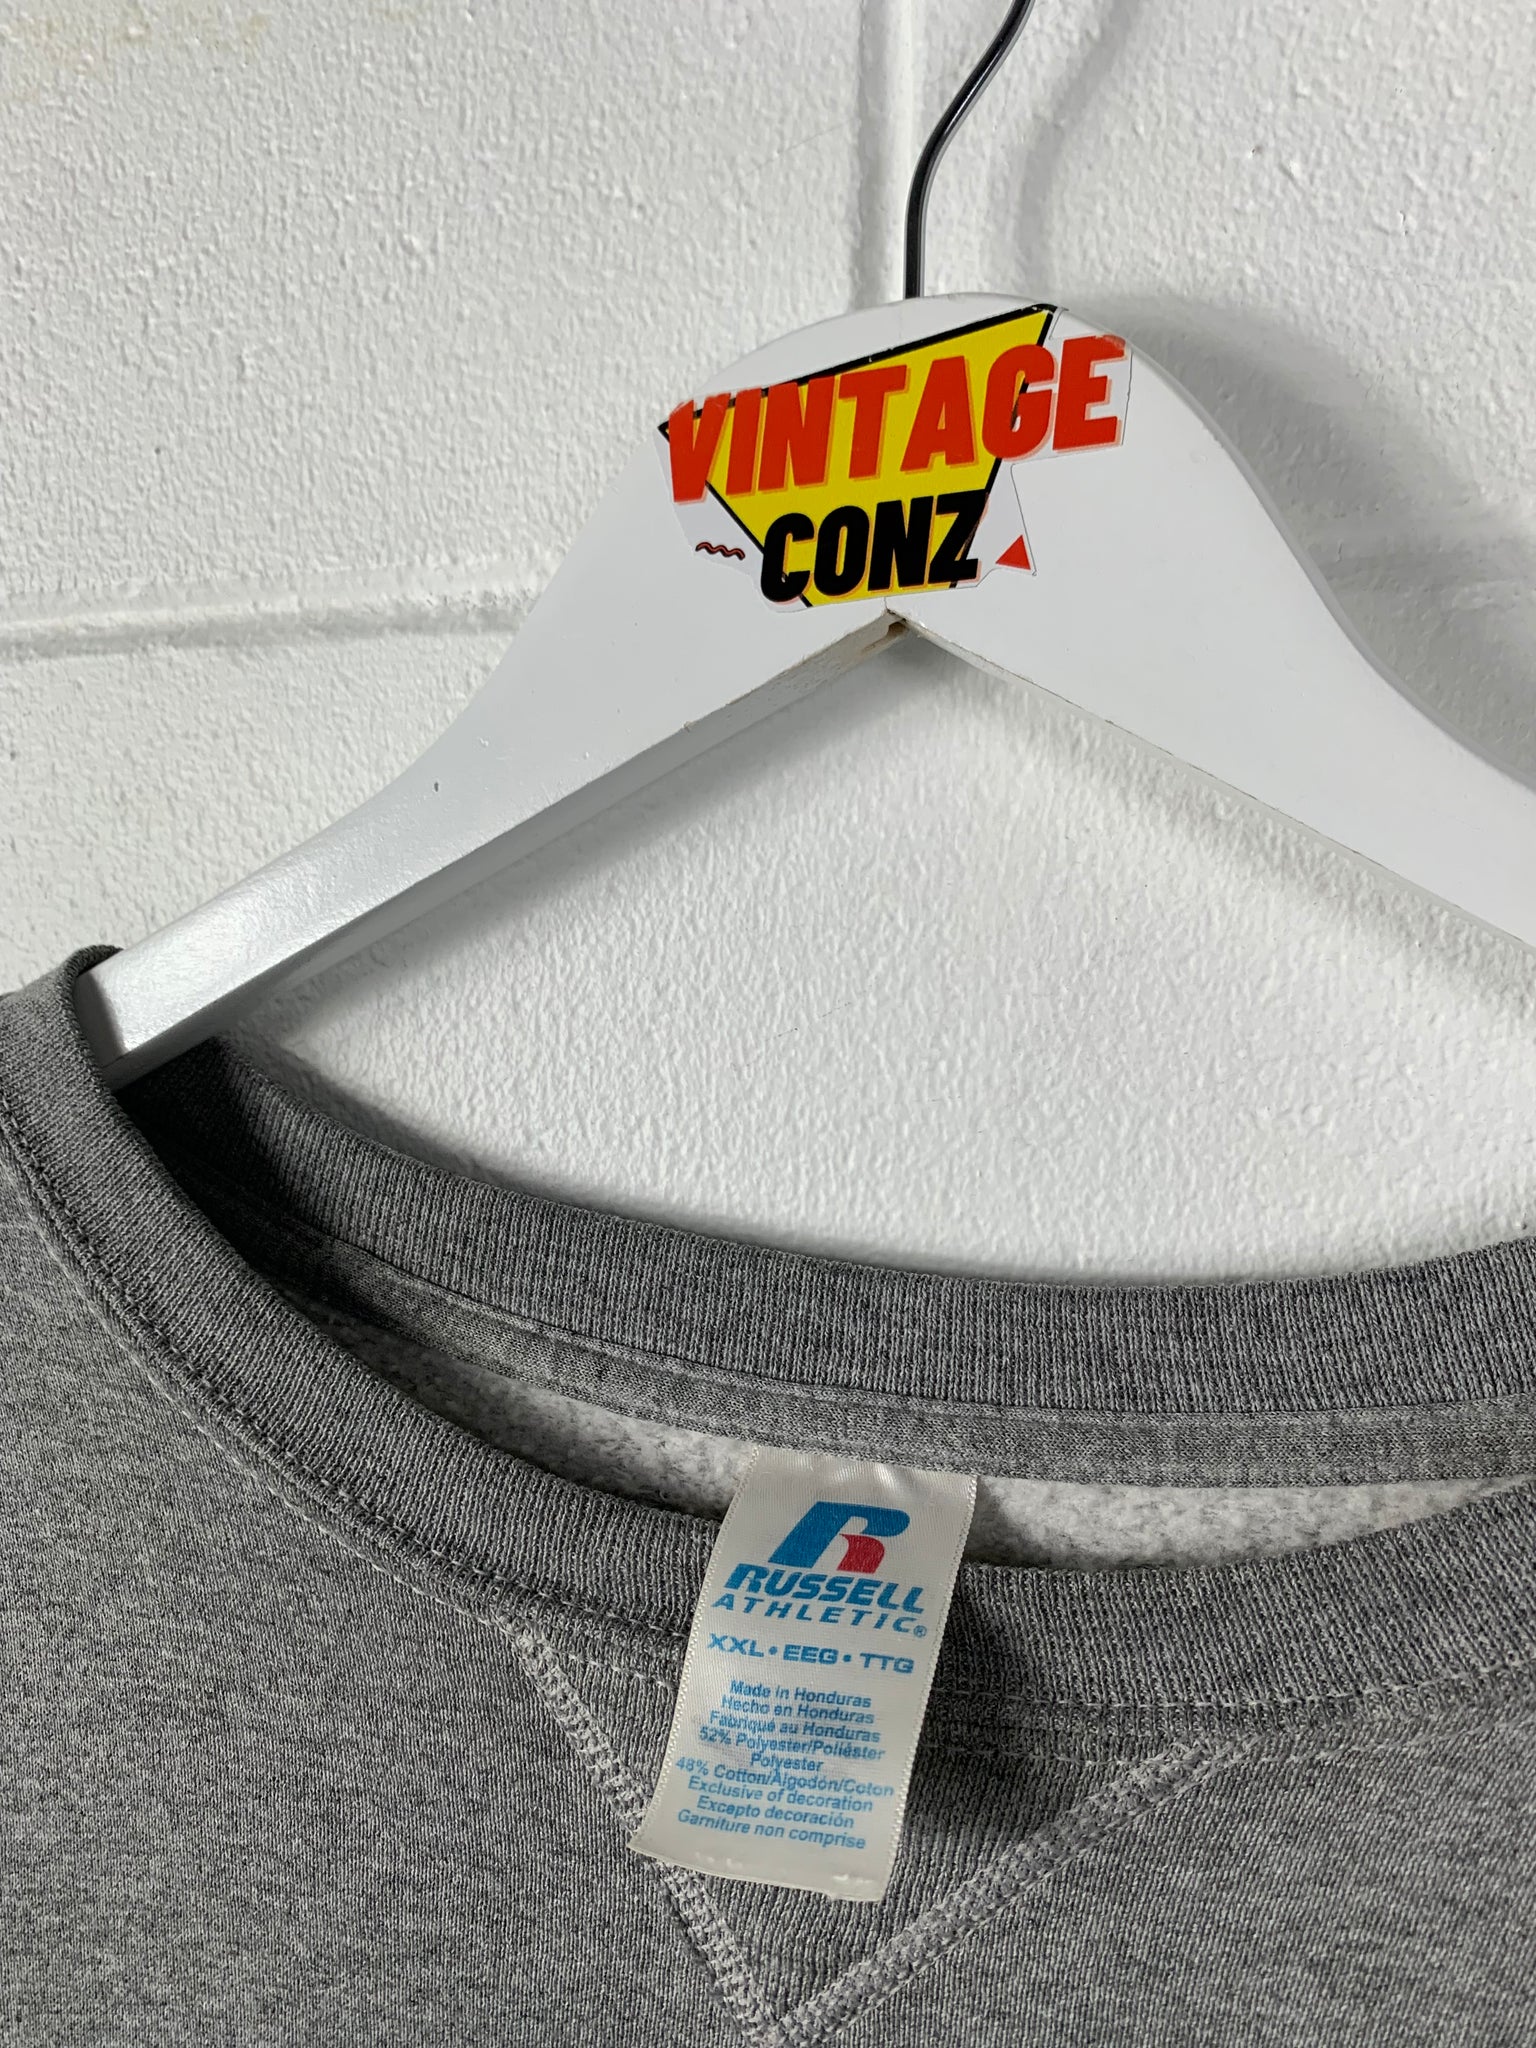 VINTAGE
CONZ
RUSSELL
ATHLETIC®
XXL • EEG • TTG
Made in Honduras
Hecho en Honduras
Fabriqué au Honduras
52% Polyester/Poliéster
Polyester
48% Cotton/Algodón/Coton
Exclusive of decoration
Excepto decoración
Garniture non comprise